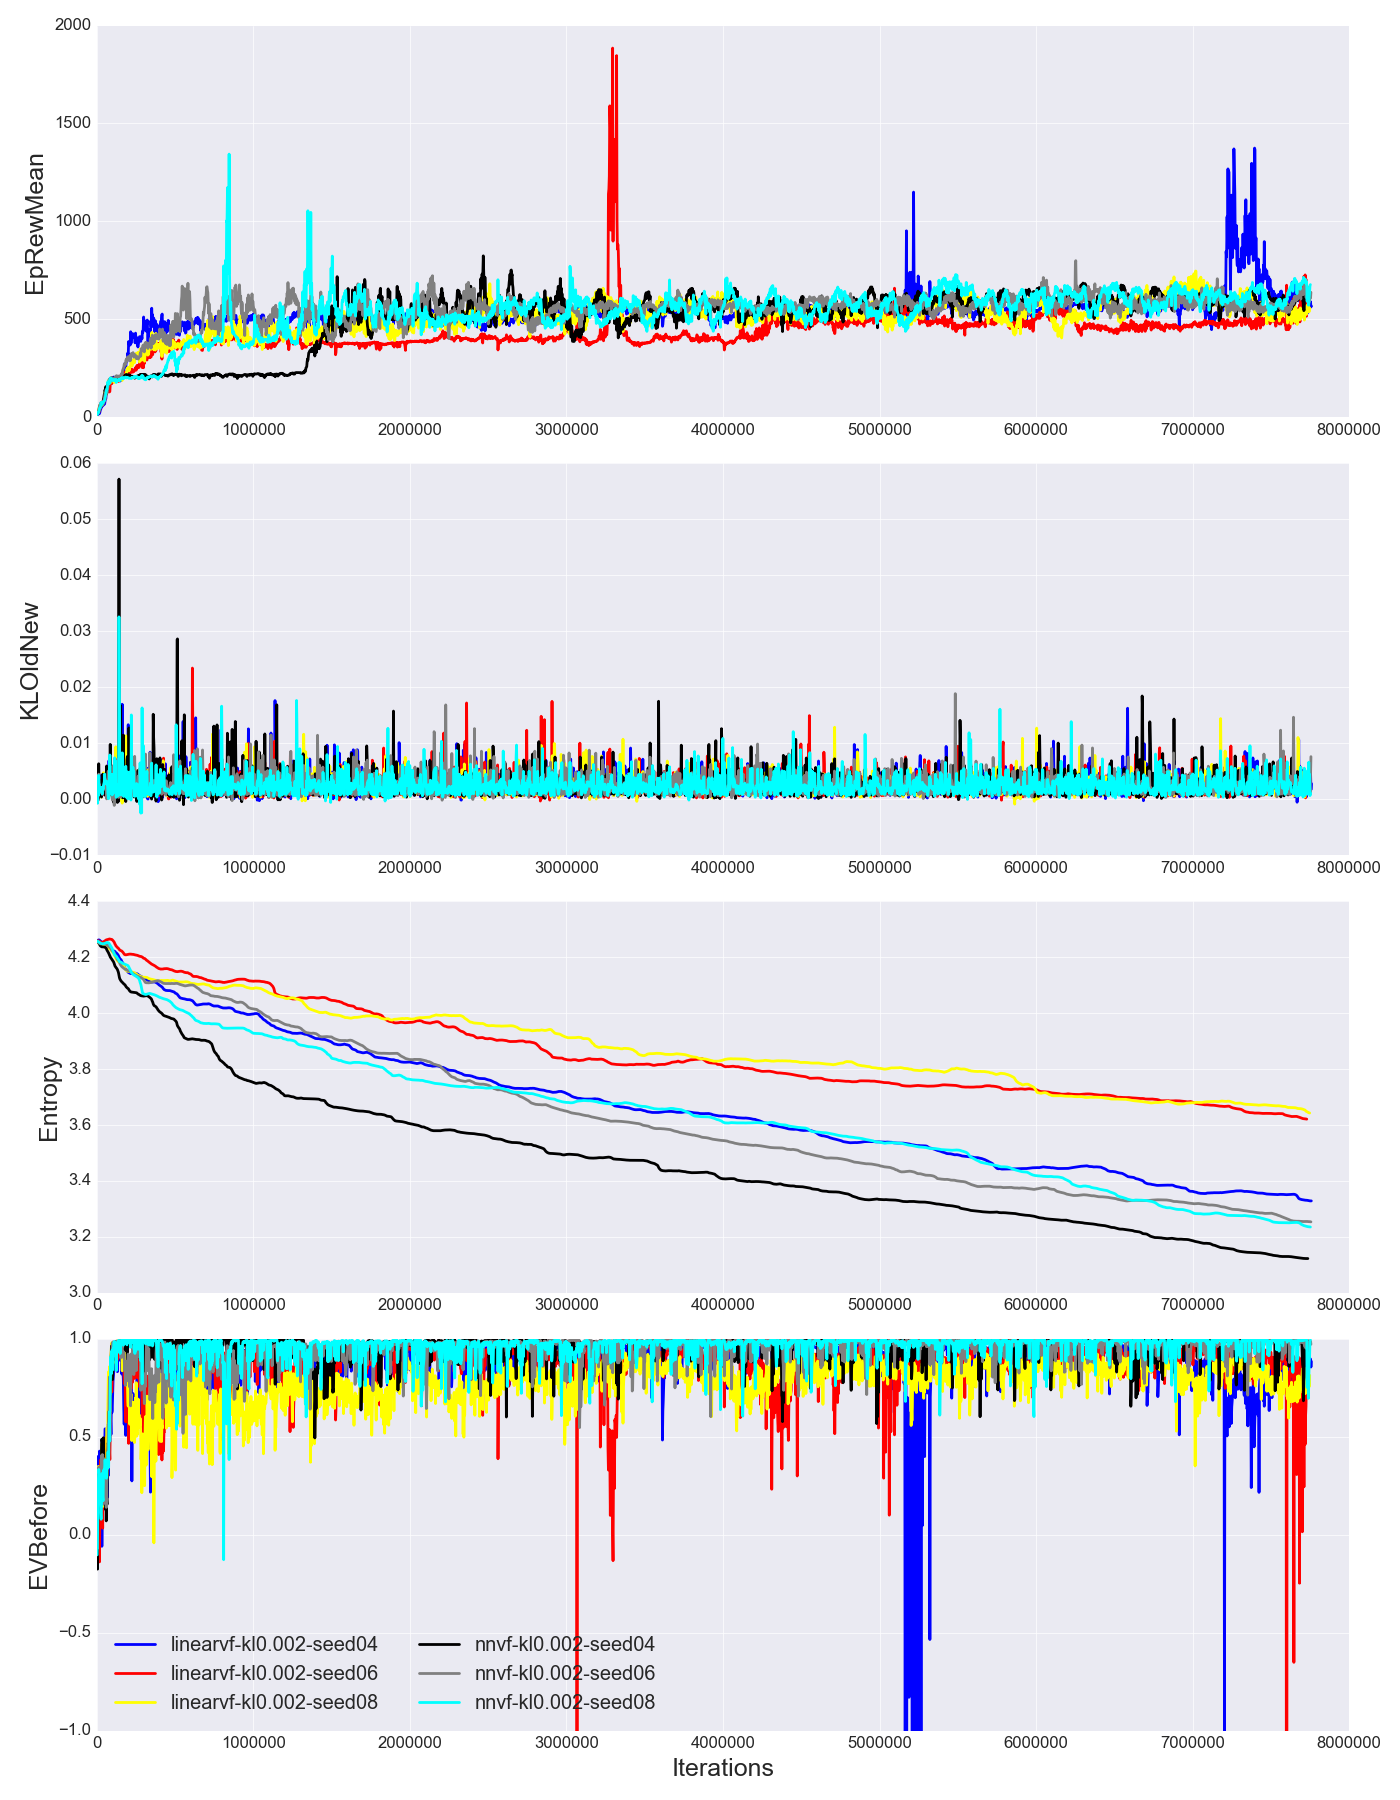 2000
1500
1000
500
0
EpRewMean
0 1000000 2000000 3000000 4000000 5000000 6000000 7000000 8000000
0.06
0.05
0.04
0.03
0.02
0.01
0.00
−0.01
KLOldNew
0 1000000 2000000 3000000 4000000 5000000 6000000 7000000 8000000
4.4
4.2
4.0
3.8
3.6
3.4
3.2
3.0
Entropy
0 1000000 2000000 3000000 4000000 5000000 6000000 7000000 8000000
1.0
0.5
0.0
−0.5
−1.0
EVBefore
linearvf-kl0.002-seed04 nnvf-kl0.002-seed04
linearvf-kl0.002-seed06 nnvf-kl0.002-seed06
linearvf-kl0.002-seed08 nnvf-kl0.002-seed08
0 1000000 2000000 3000000 4000000 5000000 6000000 7000000 8000000
Iterations